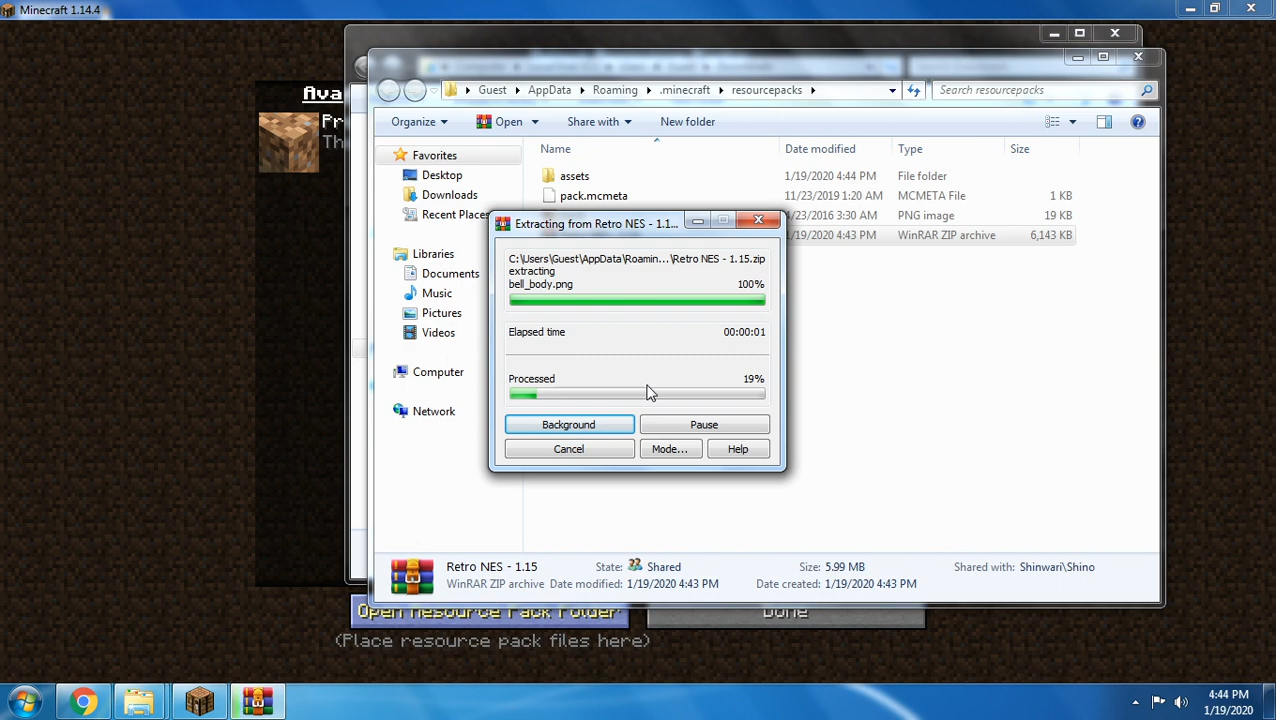 Minecraft 1.14.4
Ava
Pr
Th
Guest
AppData
Roaming
.minecraft
resourcepacks
Search resourcepacks
Organize
Open
Share with
New folder
Name
Date modified
Type
Size
Favorites
Desktop
Downloads
Recent Places
Libraries
Documents
Music
Pictures
Videos
Computer
Network
assets
1/19/2020 4:44 PM
File folder
pack.mcmeta
11/23/2019 1:20 AM
MCMETA File
1 KB
/23/2016 3:30 AM
PNG image
19 KB
1/19/2020 4:43 PM
WinRAR ZIP archive
6,143 KB
Extracting from Retro NES - 1.1...
C:\Users\Guest\AppData\Roamin...\Retro NES - 1.15.zip
extracting
bell_body.png
100%
Elapsed time
00:00:01
Processed
19%
Background
Pause
Cancel
Mode...
Help
Retro NES - 1.15
State:
Shared
Size: 5.99 MB
Shared with: Shinwari\Shino
WinRAR ZIP archive
Date modified: 1/19/2020 4:43 PM
Date created: 1/19/2020 4:43 PM
Open Resource Pack Folder
Done
(Place resource pack files here)
4:44 PM
1/19/2020